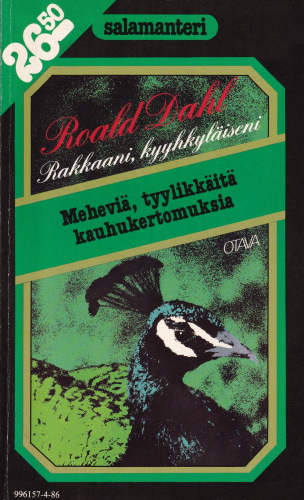 26.50
salamanteri
Roald Dahl
Rakkaani, kyyhkyläiseni
Meheviä, tyylikkäitä
kauhukertomuksia
OTAVA
996157-4-86